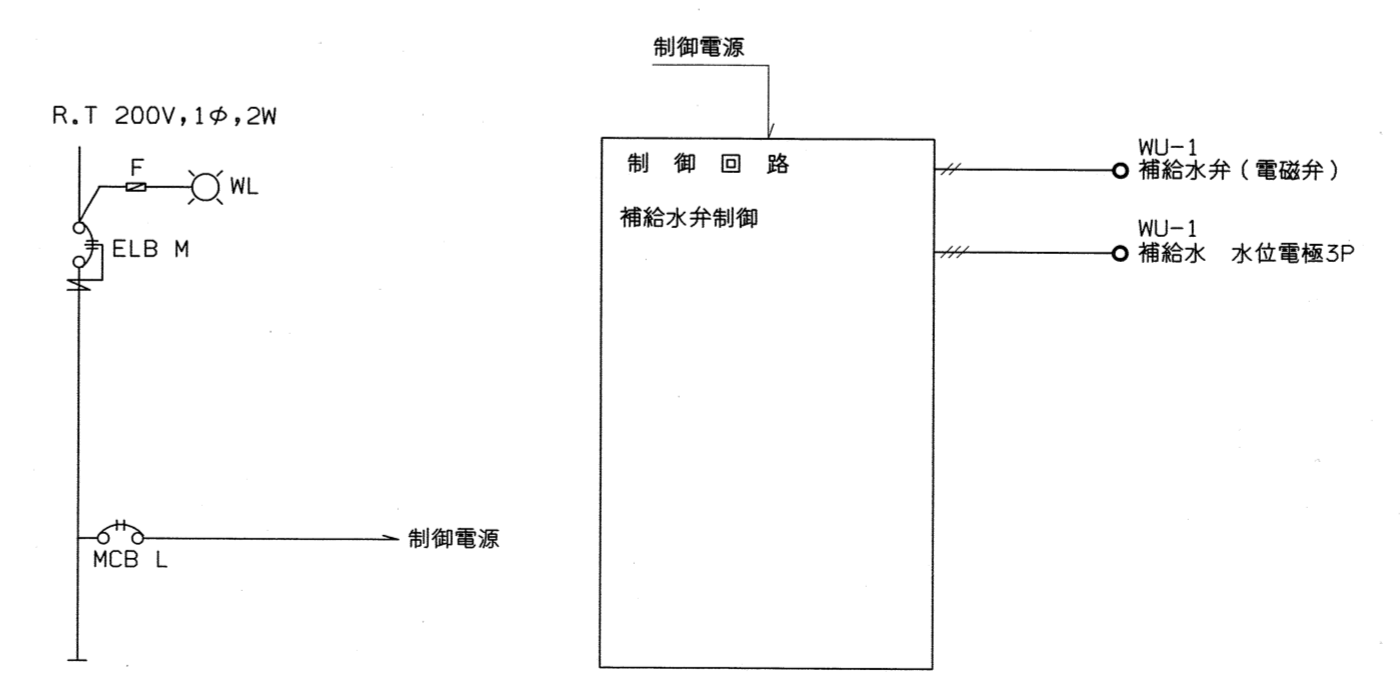 制御電源
R.T 200V,1φ,2W
F
WL
ELB M
MCB L
制御電源
制 御 回 路
補給水弁制御
WU-1
補給水弁(電磁弁)
WU-1
補給水 水位電極3P